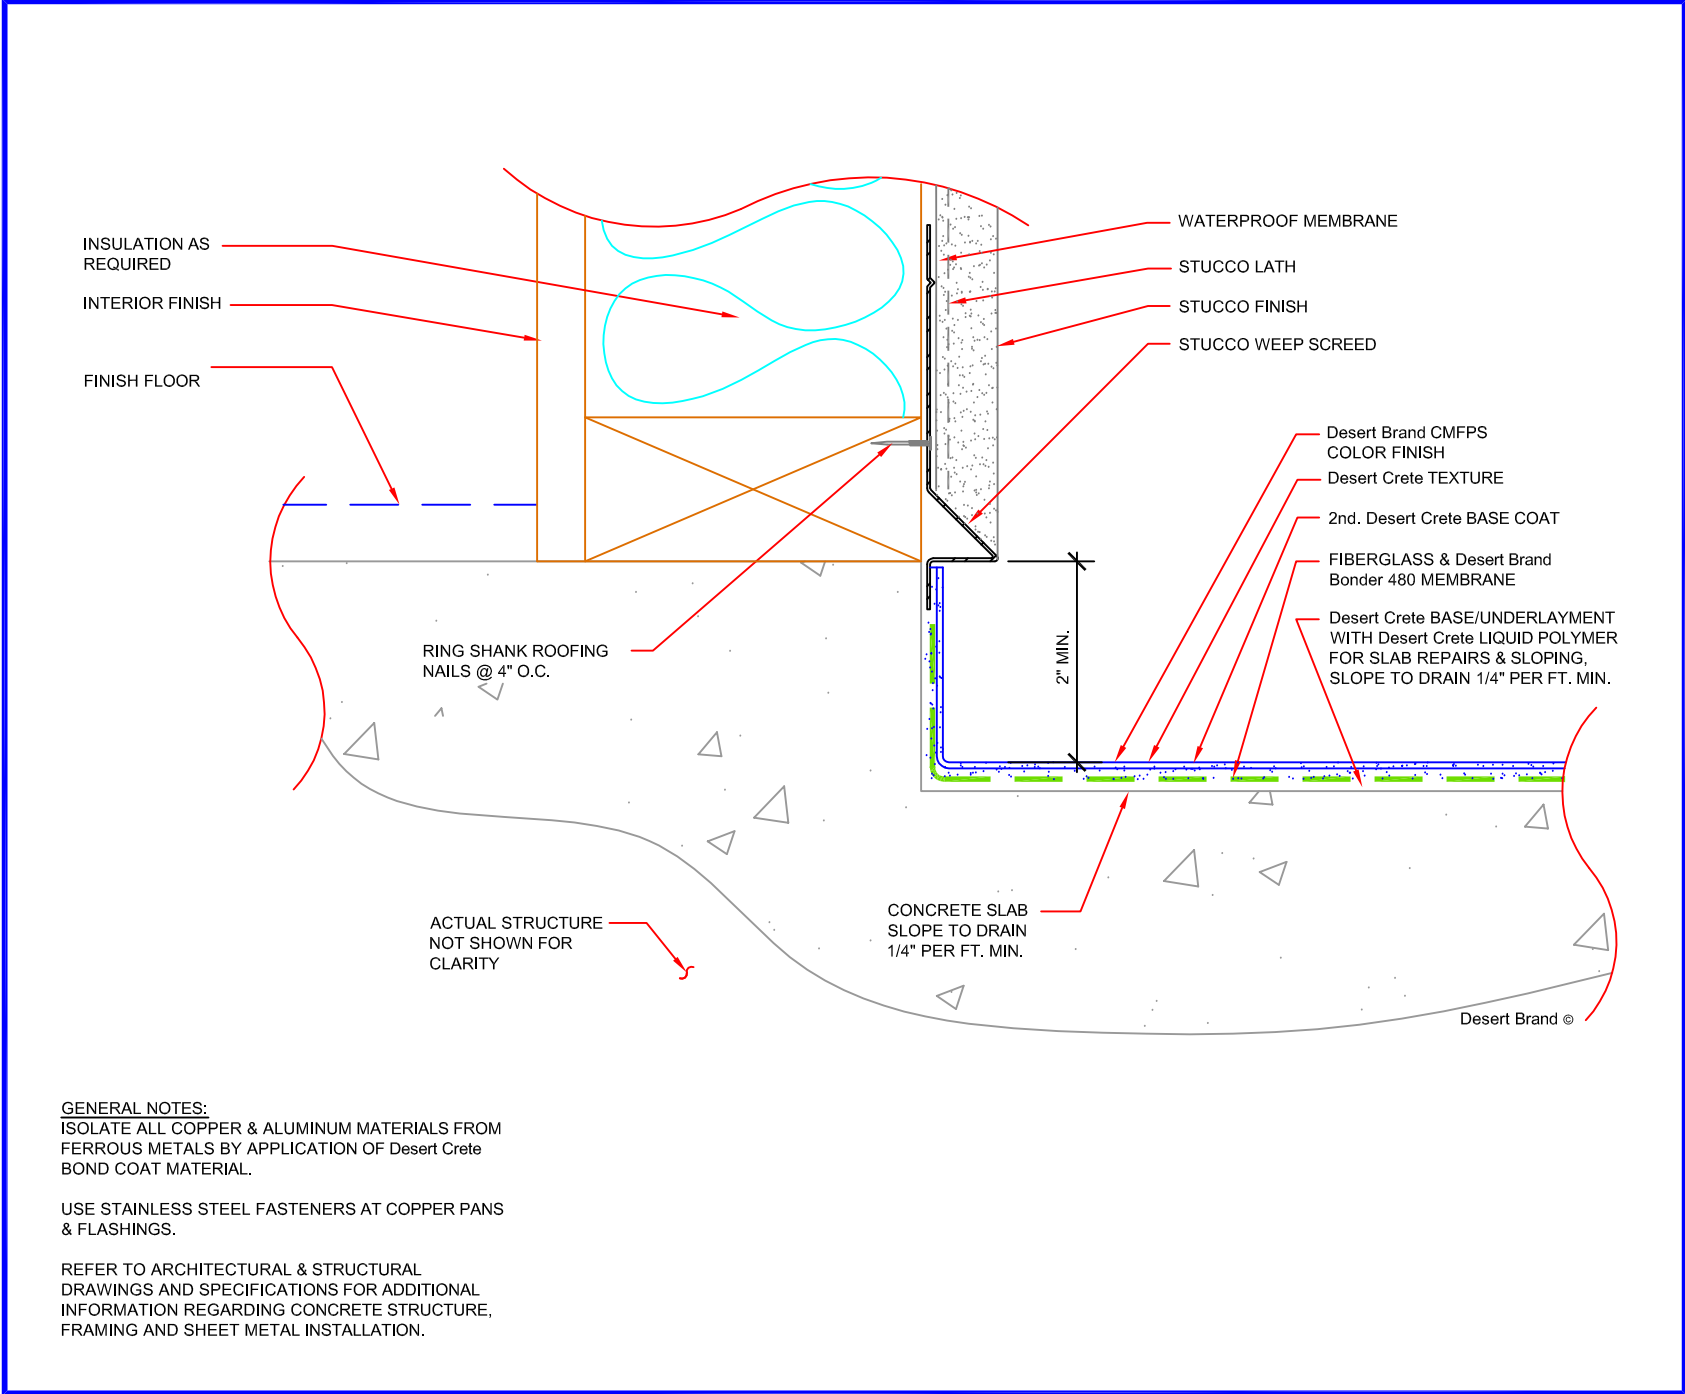 INSULATION AS
REQUIRED
INTERIOR FINISH
FINISH FLOOR
WATERPROOF MEMBRANE
STUCCO LATH
STUCCO FINISH
STUCCO WEEP SCREED
Desert Brand CMFPS
COLOR FINISH
Desert Crete TEXTURE
2nd. Desert Crete BASE COAT
FIBERGLASS & Desert Brand
Bonder 480 MEMBRANE
Desert Crete BASE/UNDERLAYMENT
WITH Desert Crete LIQUID POLYMER
FOR SLAB REPAIRS & SLOPING,
SLOPE TO DRAIN 1/4" PER FT. MIN.
2" MIN.
RING SHANK ROOFING
NAILS @ 4" O.C.
ACTUAL STRUCTURE
NOT SHOWN FOR
CLARITY
CONCRETE SLAB
SLOPE TO DRAIN
1/4" PER FT. MIN.
Desert Brand ©
GENERAL NOTES:
ISOLATE ALL COPPER & ALUMINUM MATERIALS FROM
FERROUS METALS BY APPLICATION OF Desert Crete
BOND COAT MATERIAL.
USE STAINLESS STEEL FASTENERS AT COPPER PANS
& FLASHINGS.
REFER TO ARCHITECTURAL & STRUCTURAL
DRAWINGS AND SPECIFICATIONS FOR ADDITIONAL
INFORMATION REGARDING CONCRETE STRUCTURE,
FRAMING AND SHEET METAL INSTALLATION.